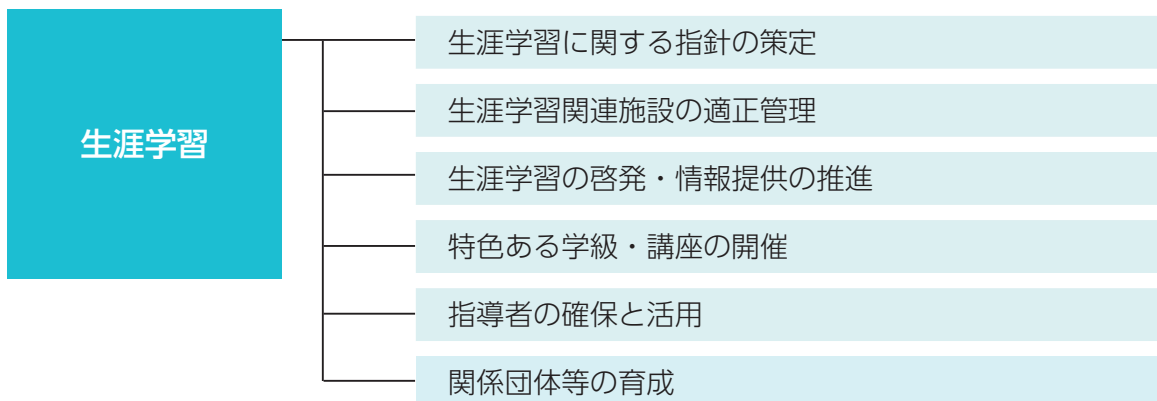 生涯学習
生涯学習に関する指針の策定
生涯学習関連施設の適正管理
生涯学習の啓発・情報提供の推進
特色ある学級・講座の開催
指導者の確保と活用
関係団体等の育成